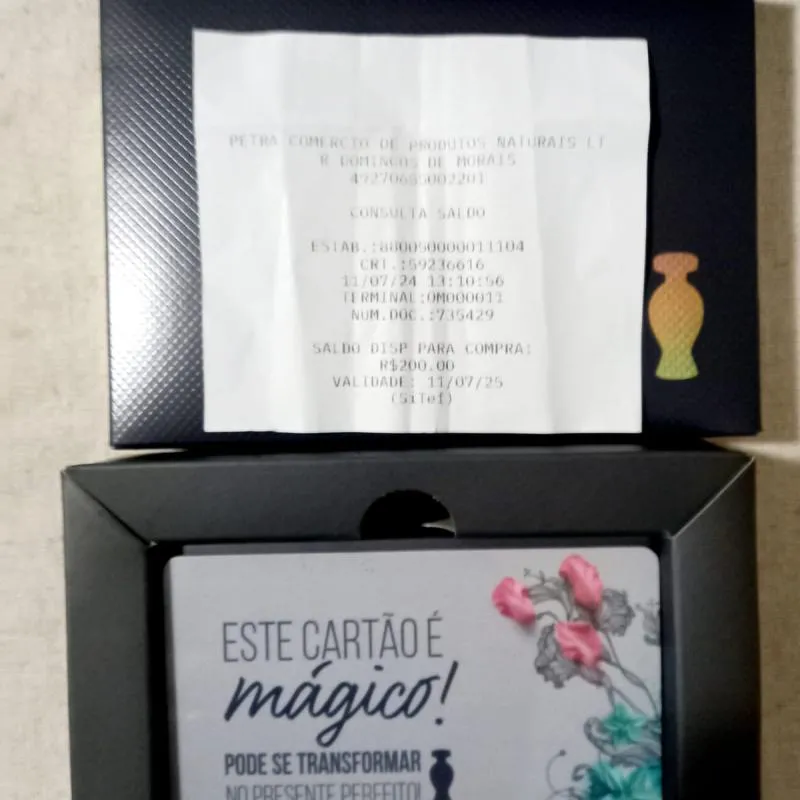 PETRA COMERCIO DE PRODUTOS NATURAIS LT
R DOMINGOS DE MORAIS
49270695002201
CONSULTA SALDO
ESTAB.:880050000011104
CRT.:59236616
11/07/24 13:10:56
TERMINAL:OM000011
NUM.DOC.:735429
SALDO DISP PARA COMPRA:
R$200.00
VALIDADE: 11/07/25
(SiTef)
ESTE CARTÃO É
mágico!
PODE SE TRANSFORMAR
NO PRESENTE PERFEITO!